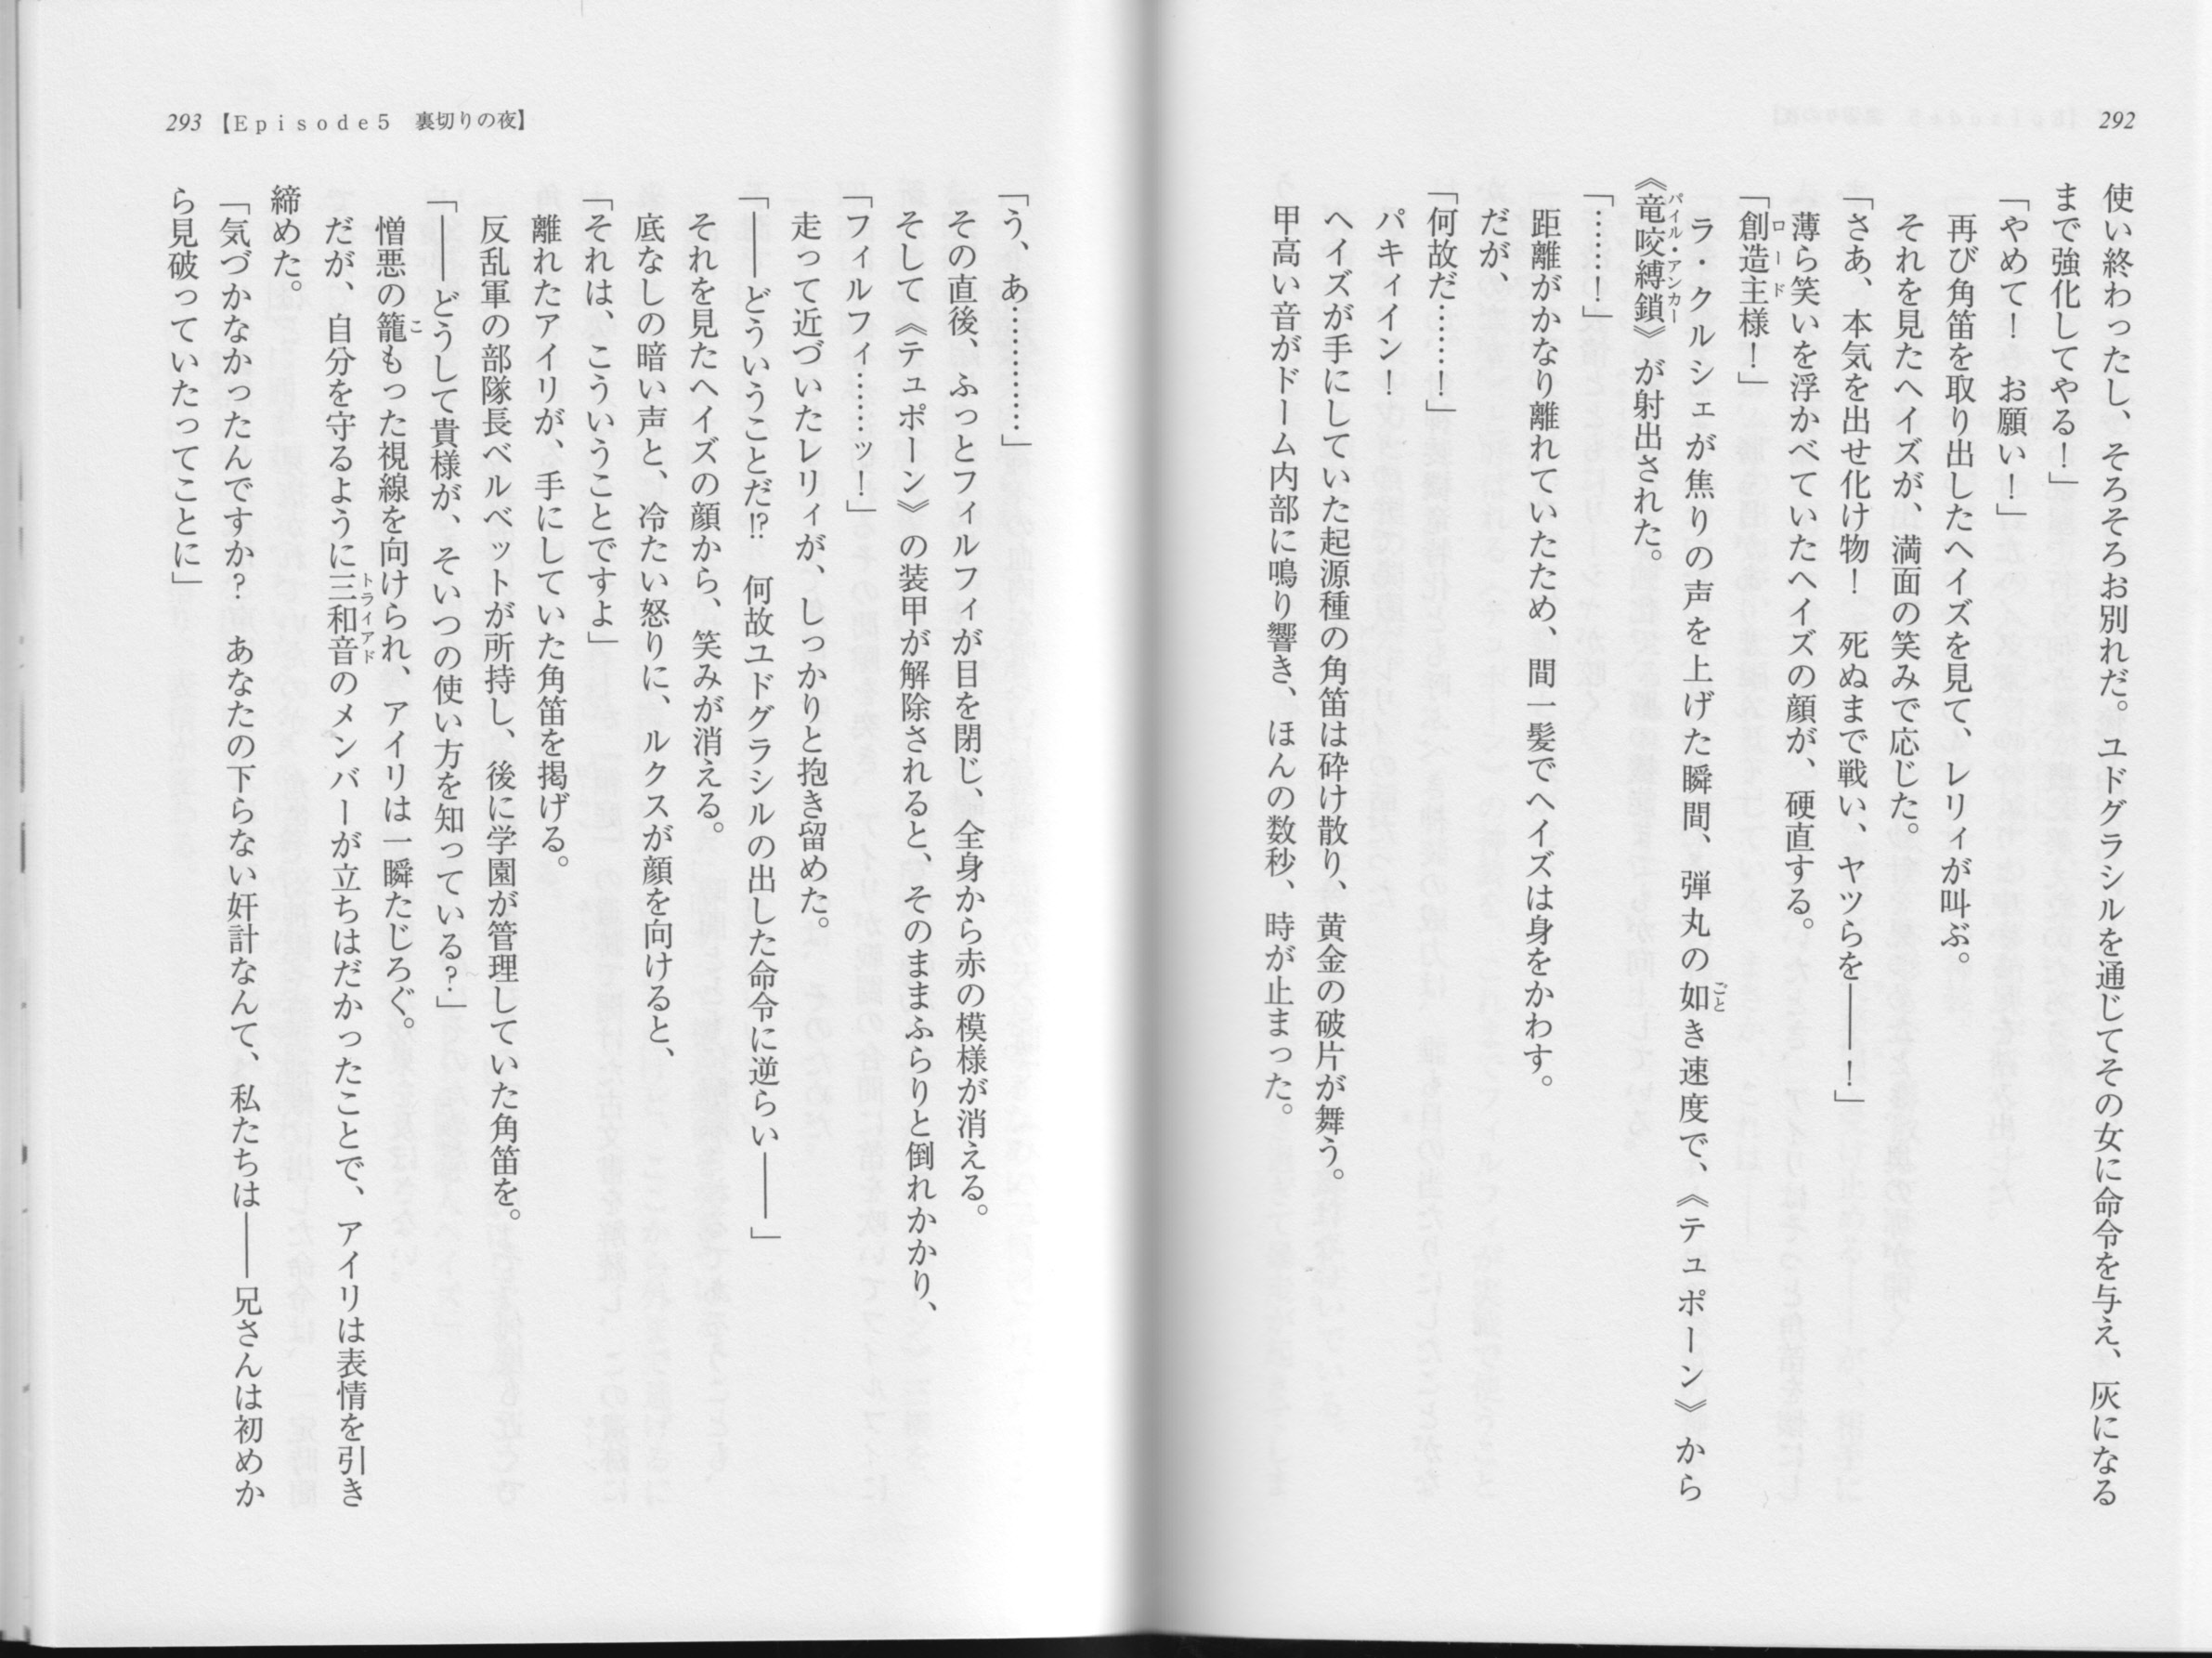 292
使い終わったし、そろそろお別れだ。ユドグラシルを通じてその女に命令を与え、灰になる
まで強化してやる！」
「やめて！　お願い！」
　再び角笛を取り出したヘイズを見て、レリィが叫ぶ。
　それを見たヘイズが、満面の笑みで応じた。
「さあ、本気を出せ化け物！　死ぬまで戦い、ヤツらを――！」
　薄ら笑いを浮かべていたヘイズの顔が、硬直する。
「創造主様！」
ロード
　ラ・クルシェが焦りの声を上げた瞬間、弾丸の如き速度で、《テュポーン》から
ごと
《竜咬縛鎖》が射出された。
パイル・アンカー
「……！」
　距離がかなり離れていたため、間一髪でヘイズは身をかわす。
　だが、
「何故だ……！」
　パキィイン！
　ヘイズが手にしていた起源種の角笛は砕け散り、黄金の破片が舞う。
　甲高い音がドーム内部に鳴り響き、ほんの数秒、時が止まった。
293【Episode5　裏切りの夜】
「う、あ…………」
　その直後、ふっとフィルフィが目を閉じ、全身から赤の模様が消える。
　そして《テュポーン》の装甲が解除されると、そのままふらりと倒れかかり、
「フィルフィ……ッ！」
　走って近づいたレリィが、しっかりと抱き留めた。
「――どういうことだ!?　何故ユドグラシルの出した命令に逆らい――」
　それを見たヘイズの顔から、笑みが消える。
　底なしの暗い声と、冷たい怒りに、ルクスが顔を向けると、
「それは、こういうことですよ」
　離れたアイリが、手にしていた角笛を掲げる。
　反乱軍の部隊長ベルベットが所持し、後に学園が管理していた角笛を。
「――どうして貴様が、そいつの使い方を知っている？」
　憎悪の籠もった視線を向けられ、アイリは一瞬たじろぐ。
こ
　だが、自分を守るように三和音のメンバーが立ちはだかったことで、アイリは表情を引き
トライアド
締めた。
「気づかなかったんですか？　あなたの下らない奸計なんて、私たちは――兄さんは初めか
ら見破っていたってことに」